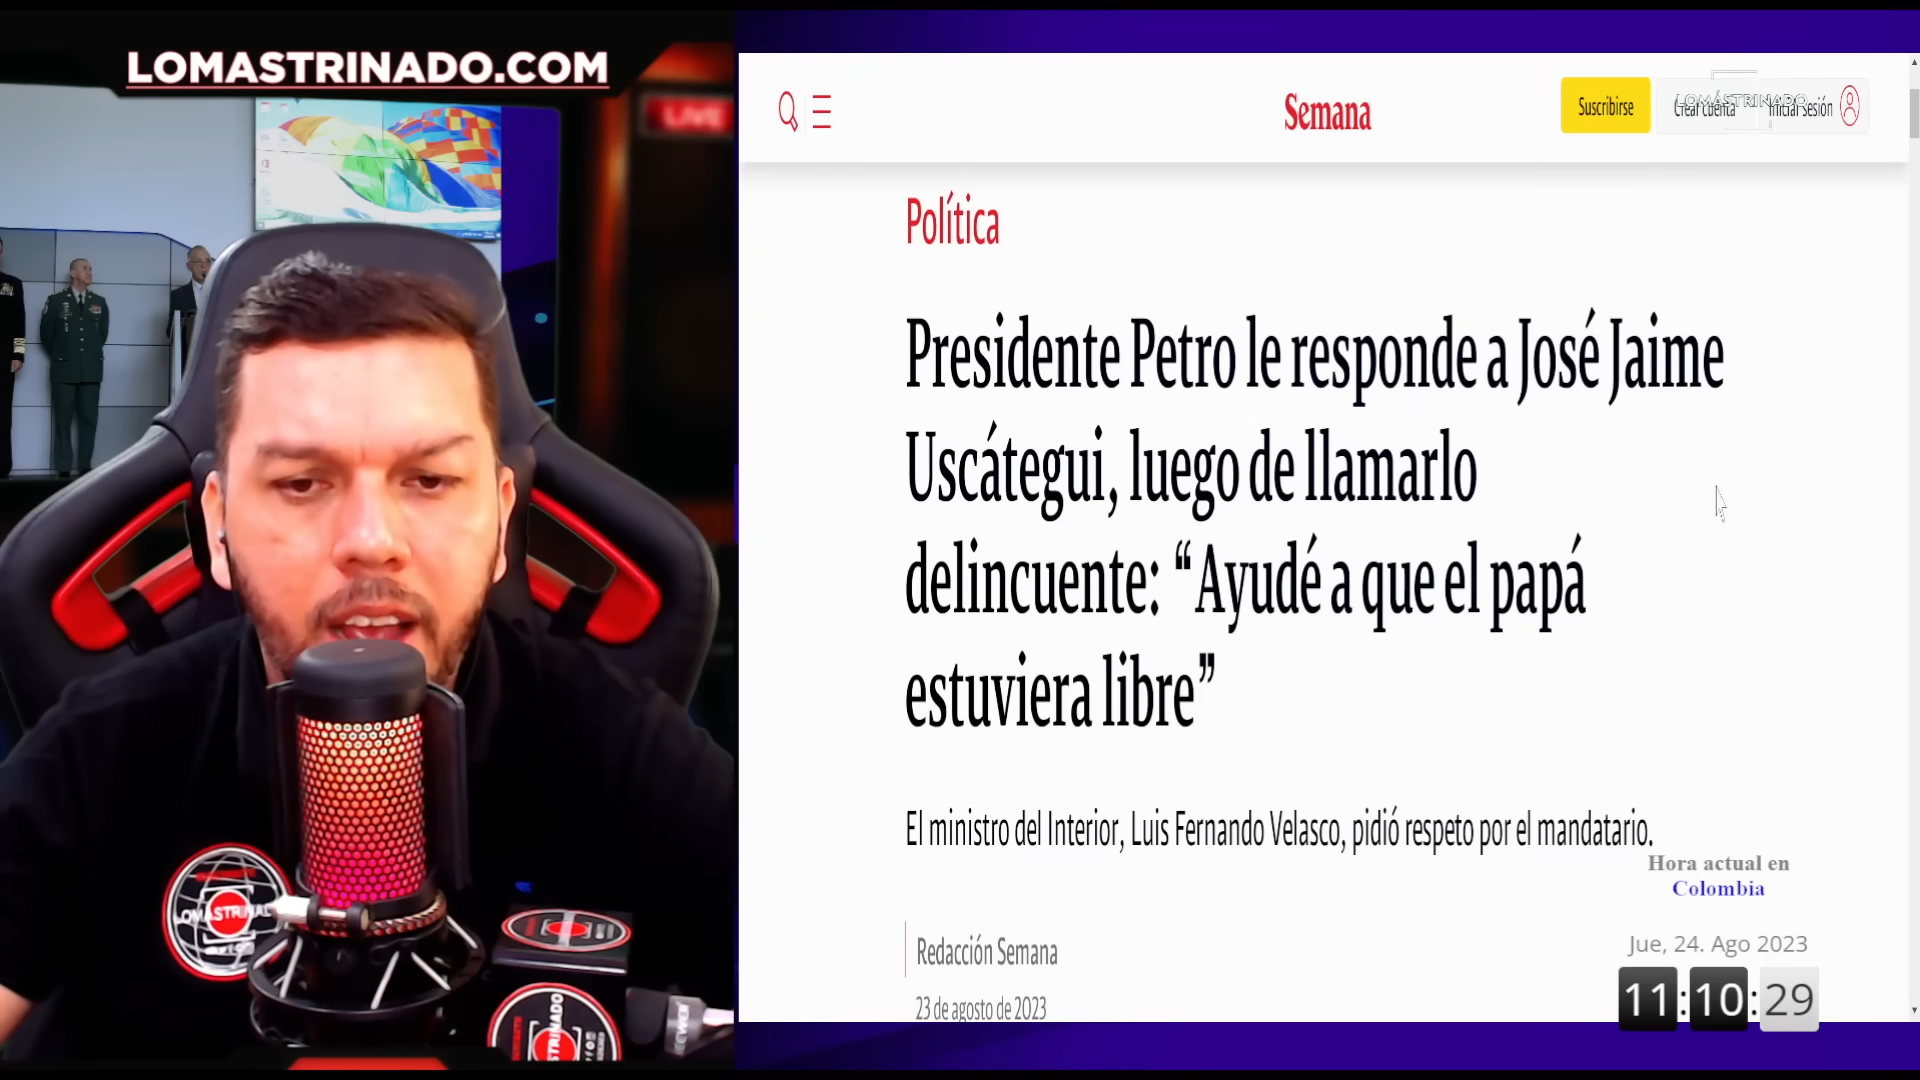 LOMASTRINADO.COM
LIVE
Semana
Suscribirse
Crear cuenta
Iniciar sesión
LOMASTRINADO
Política
Presidente Petro le responde a José Jaime
Uscátegui, luego de llamarlo
delincuente: “Ayudé a que el papá
estuviera libre”
El ministro del Interior, Luis Fernando Velasco, pidió respeto por el mandatario.
Hora actual en
Colombia
Redacción Semana
Jue, 24. Ago 2023
23 de agosto de 2023
11:10:29